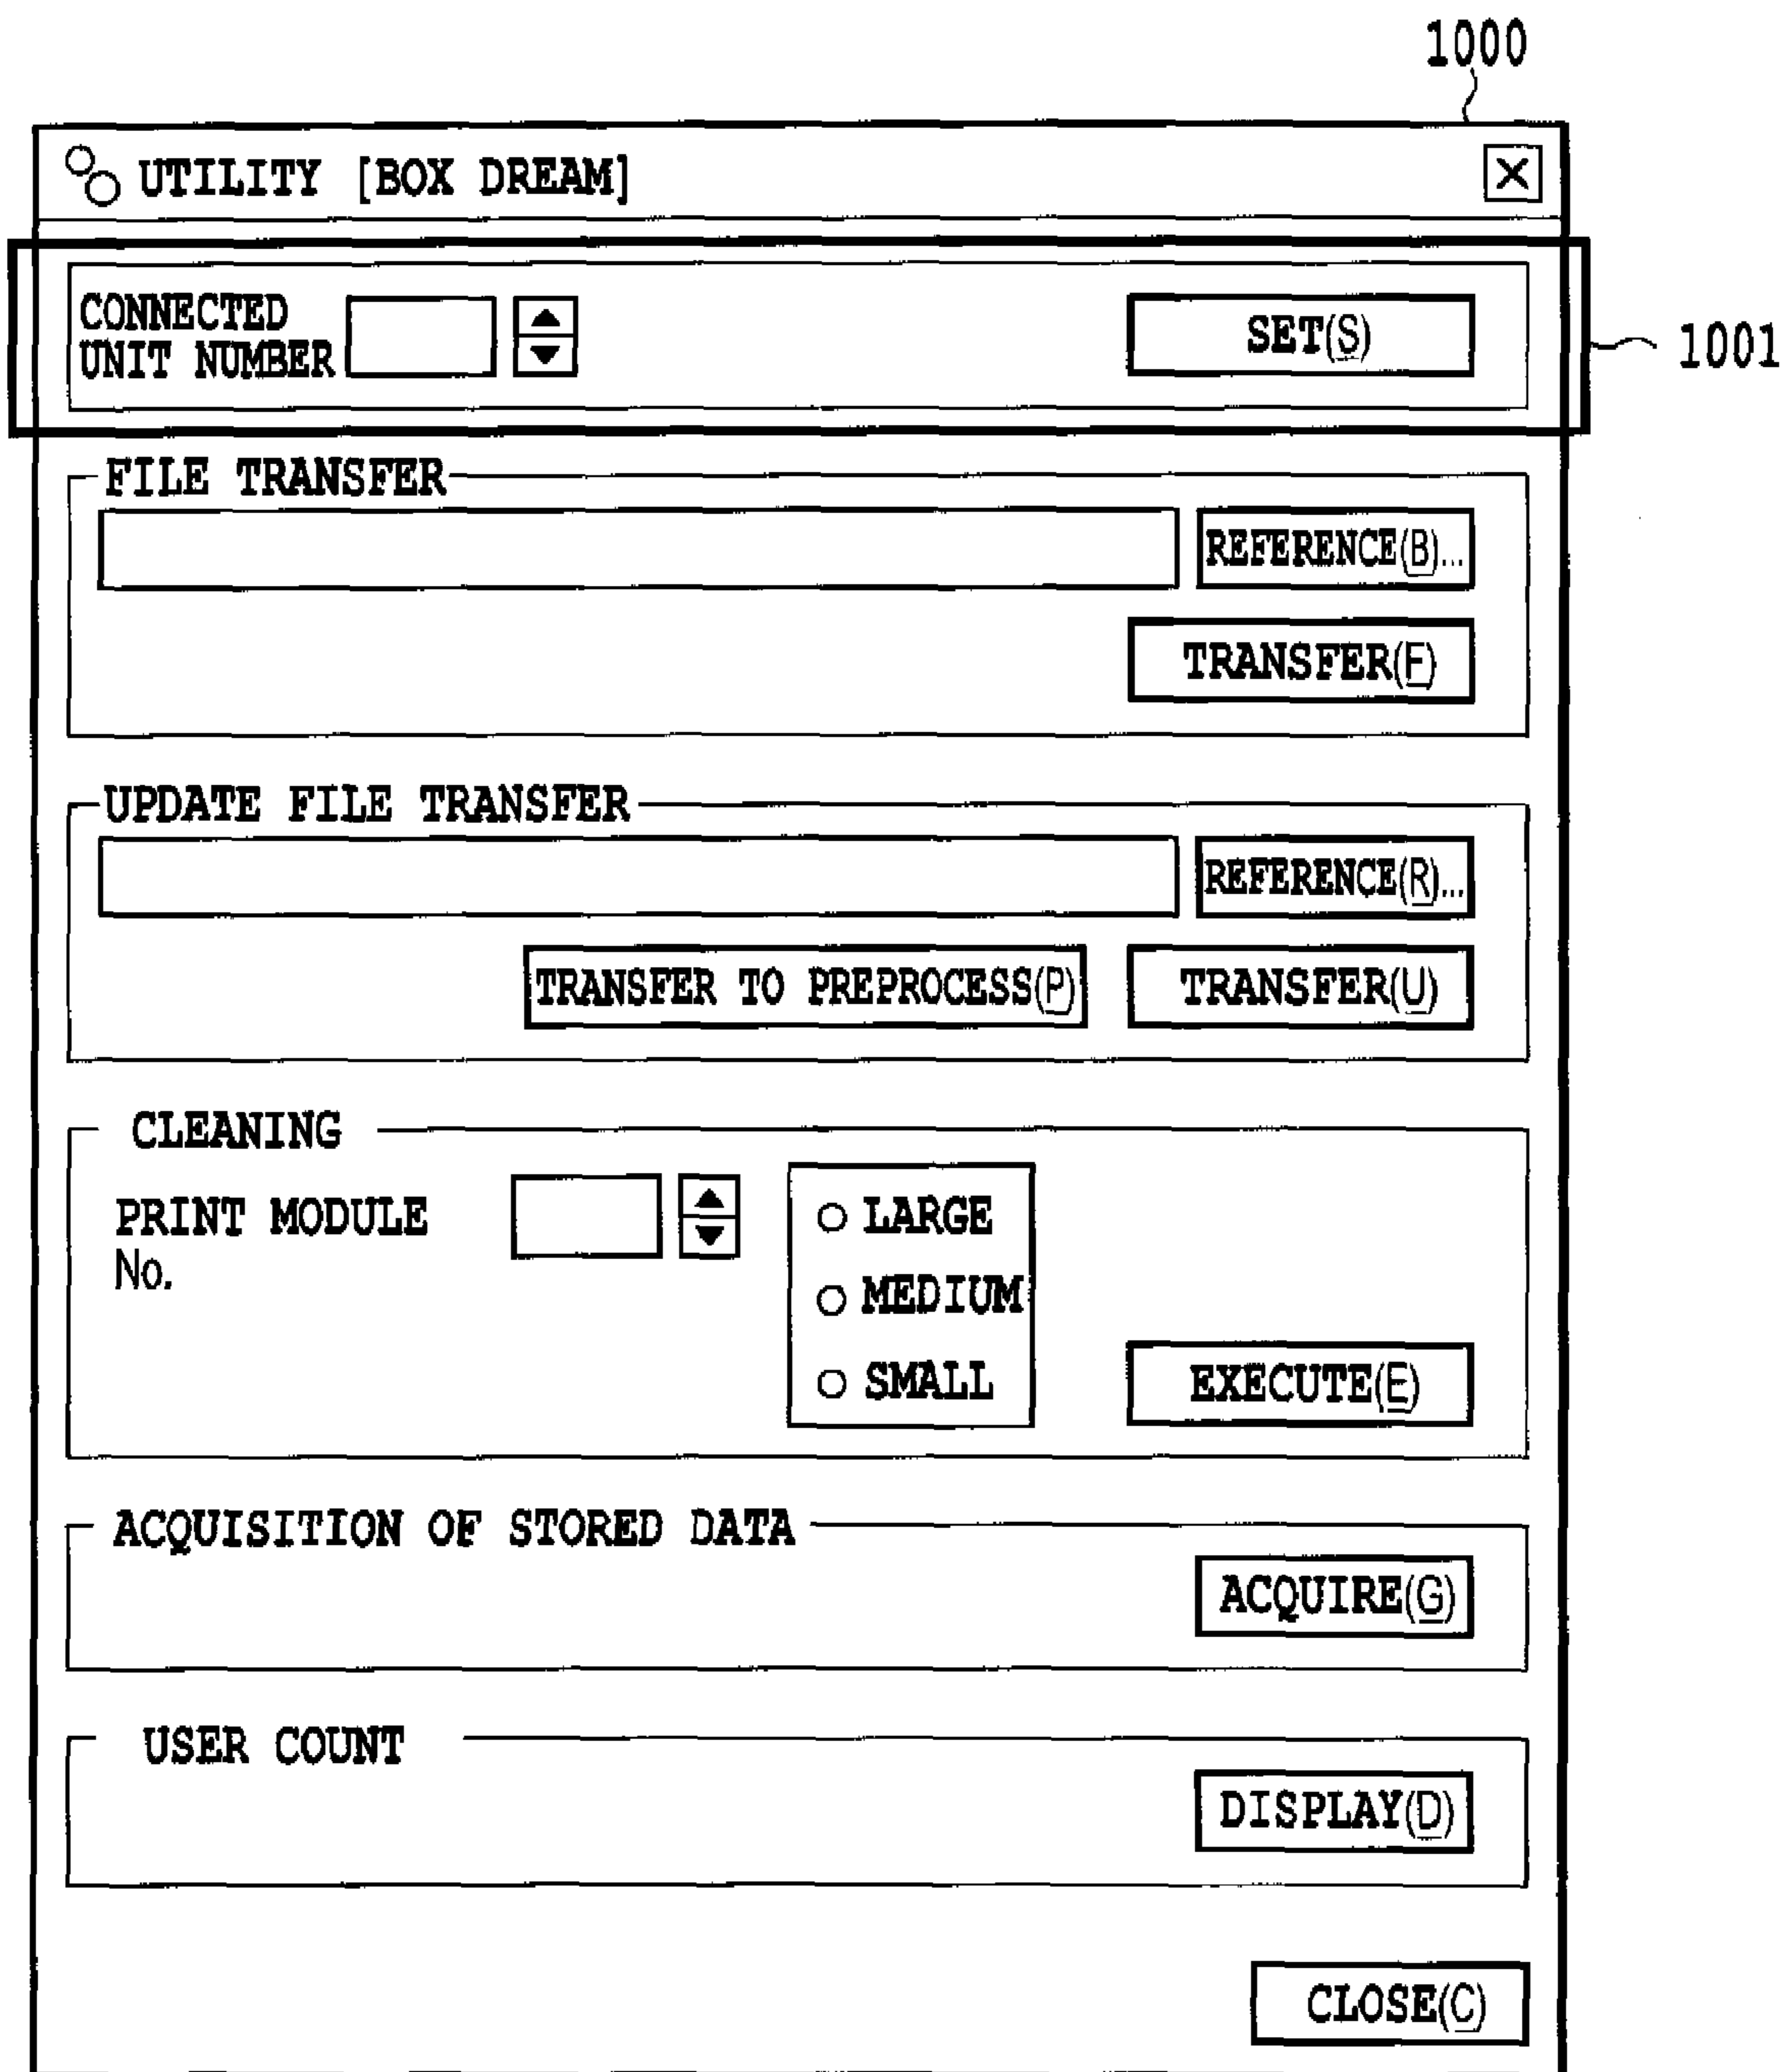 1000
UTILITY [BOX DREAM]
CONNECTED
UNIT NUMBER
SET(S)
1001
FILE TRANSFER
REFERENCE(B)...
TRANSFER(F)
UPDATE FILE TRANSFER
REFERENCE(R)...
TRANSFER TO PREPROCESS(P)
TRANSFER(U)
CLEANING
PRINT MODULE
No.
LARGE
MEDIUM
SMALL
EXECUTE(E)
ACQUISITION OF STORED DATA
ACQUIRE(G)
USER COUNT
DISPLAY(D)
CLOSE(C)